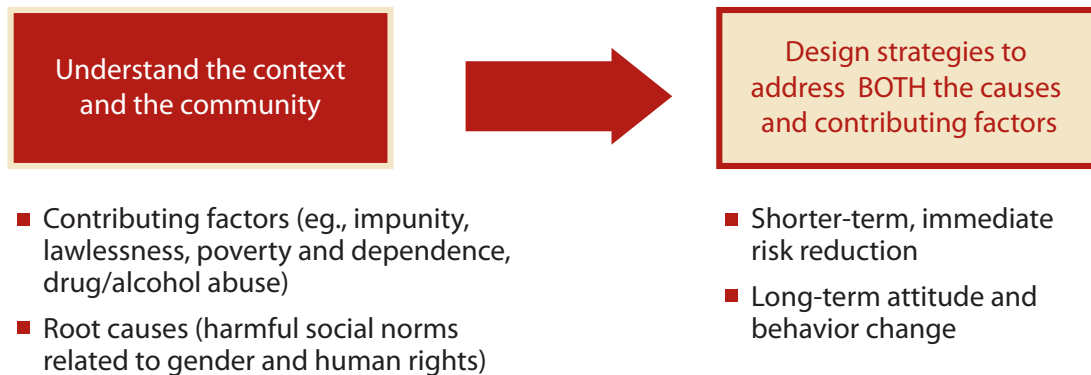 Understand the context
and the community
Design strategies to
address BOTH the causes
and contributing factors
■ Contributing factors (eg., impunity,
lawlessness, poverty and dependence,
drug/alcohol abuse)
■ Root causes (harmful social norms
related to gender and human rights)
■ Shorter-term, immediate
risk reduction
■ Long-term attitude and
behavior change